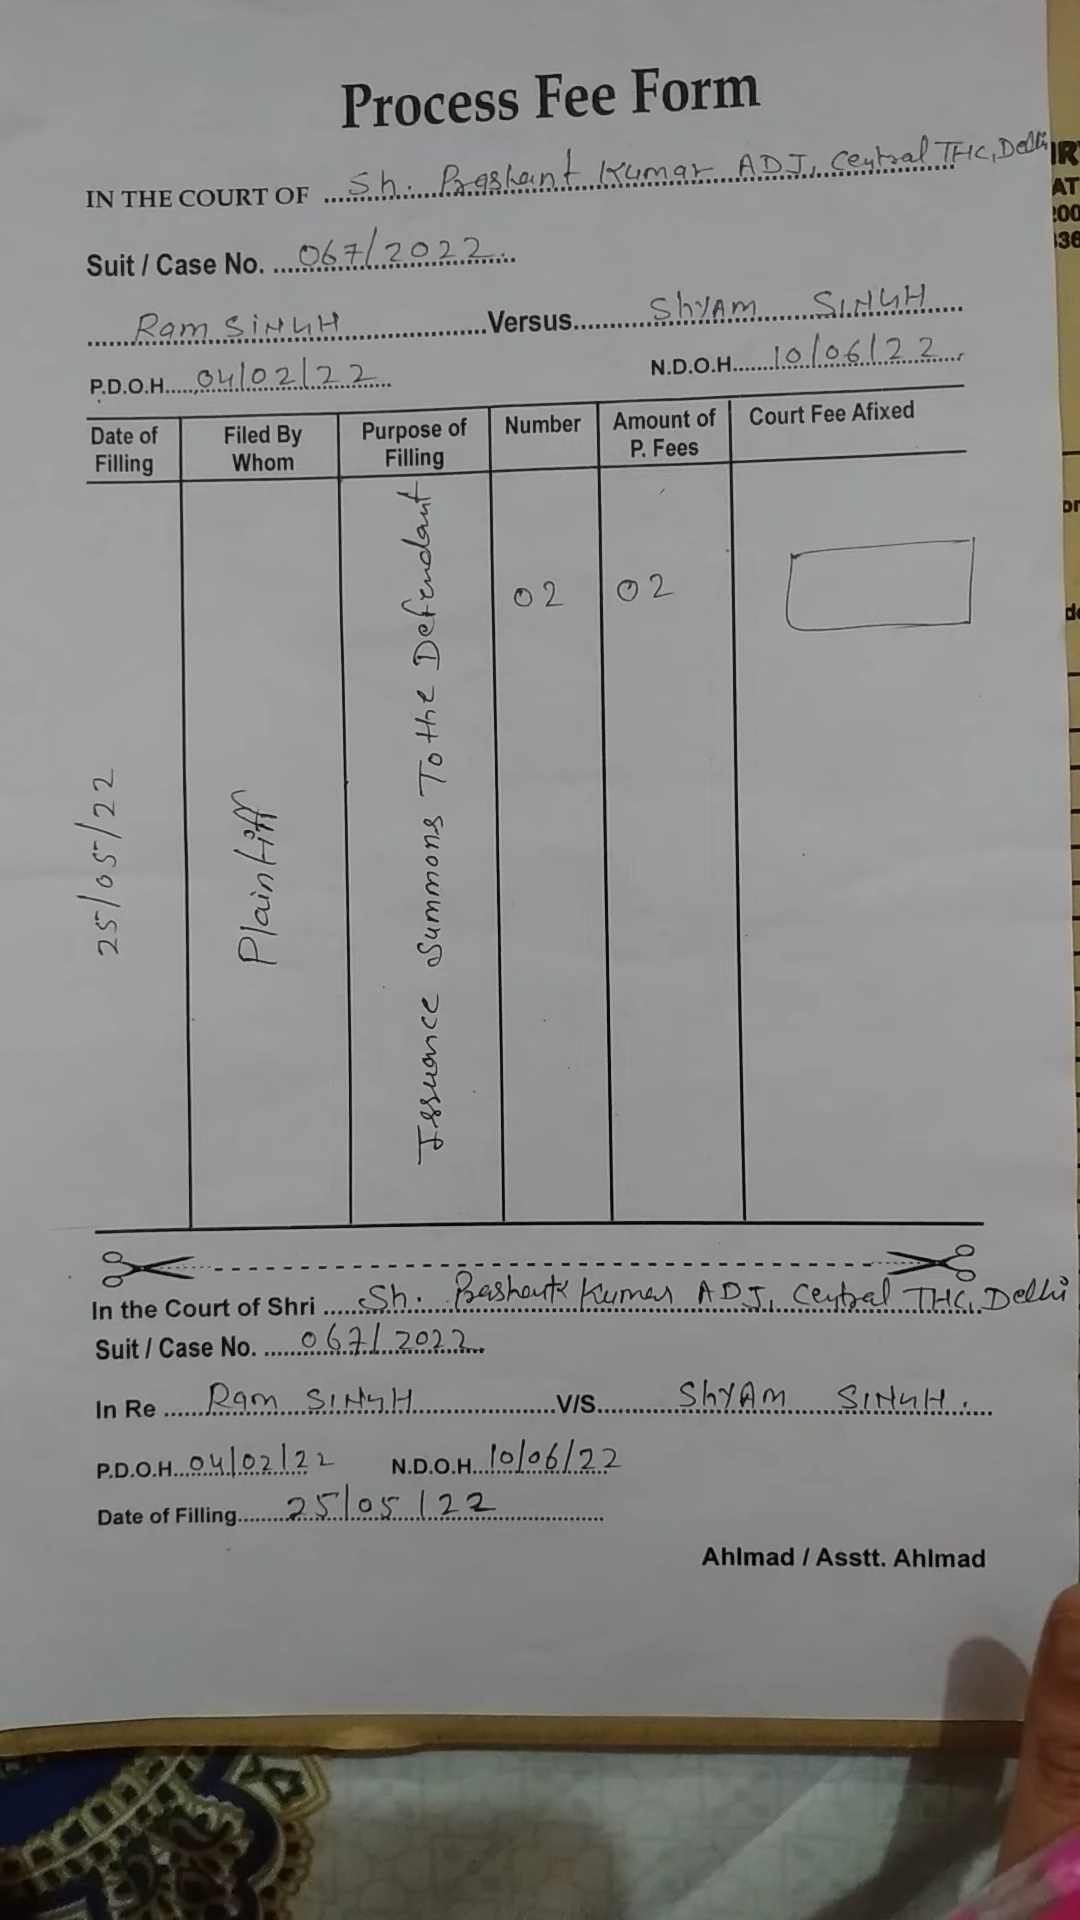 Process Fee Form
IN THE COURT OF Sh. Prashant Kumar ADJ, Central THC, Delhi
Suit / Case No. 067/2022
Ram SINGH Versus ShYAM SINGH
P.D.O.H. 04/02/22 N.D.O.H. 10/06/22
Date of Filling Filed By Whom Purpose of Filling Number Amount of P. Fees Court Fee Afixed
25/05/22 Plaintiff Issuance Summons To the Defendant 02 02
In the Court of Shri Sh. Prashant Kumar ADJ, Central THC, Delhi
Suit / Case No. 067/2022
In Re Ram SINGH V/S ShYAM SINGH.
P.D.O.H. 04/02/22 N.D.O.H. 10/06/22
Date of Filling 25/05/22
Ahlmad / Asstt. Ahlmad